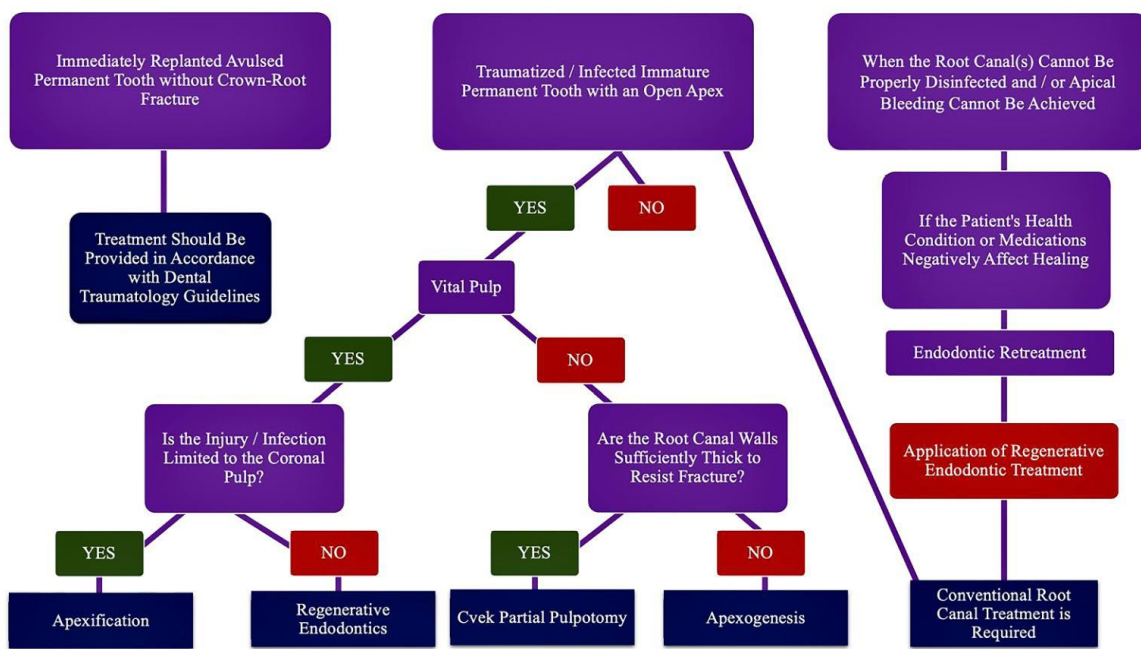 Immediately Replanted Avulsed
Permanent Tooth without Crown-Root
Fracture
Traumatized / Infected Immature
Permanent Tooth with an Open Apex
When the Root Canal(s) Cannot Be
Properly Disinfected and / or Apical
Bleeding Cannot Be Achieved
YES
NO
If the Patient's Health
Condition or Medications
Negatively Affect Healing
Treatment Should Be
Provided in Accordance
with Dental
Traumatology Guidelines
Vital Pulp
YES
NO
Endodontic Retreatment
Is the Injury / Infection
Limited to the Coronal
Pulp?
Are the Root Canal Walls
Sufficiently Thick to
Resist Fracture?
Application of Regenerative
Endodontic Treatment
YES
NO
YES
NO
Apexification
Regenerative
Endodontics
Cvek Partial Pulpotomy
Apexogenesis
Conventional Root
Canal Treatment is
Required